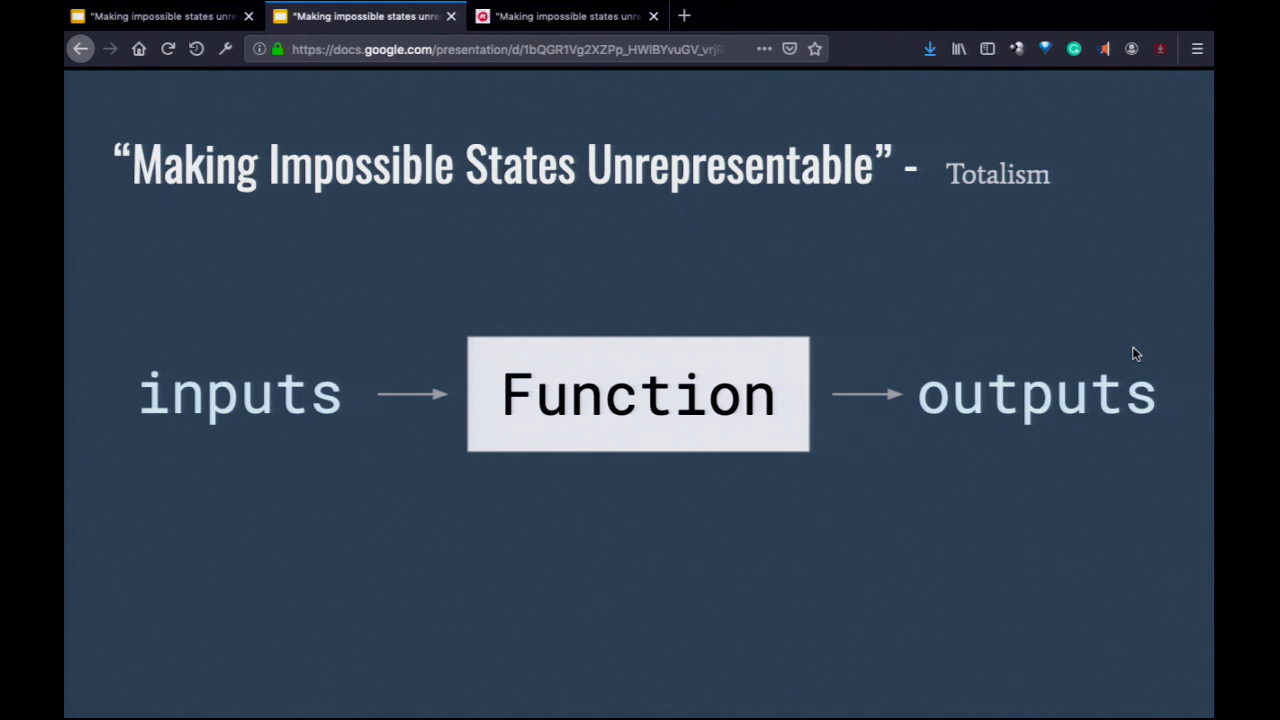 "Making impossible states unre
"Making impossible states unre
"Making impossible states unre
https://docs.google.com/presentation/d/1bQGR1Vg2XZPp_HWlBYvuGV_vrjR
“Making Impossible States Unrepresentable” - Totalism
inputs
Function
outputs